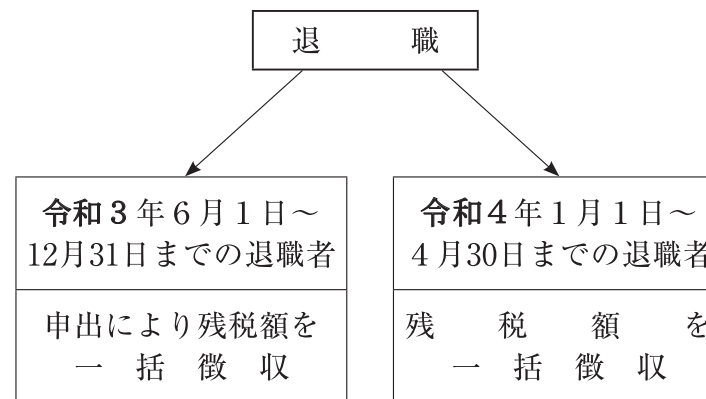 退職
令和３年６月１日～
12月31日までの退職者
申出により残税額を
一括徴収
令和４年１月１日～
４月30日までの退職者
残税額を
一括徴収